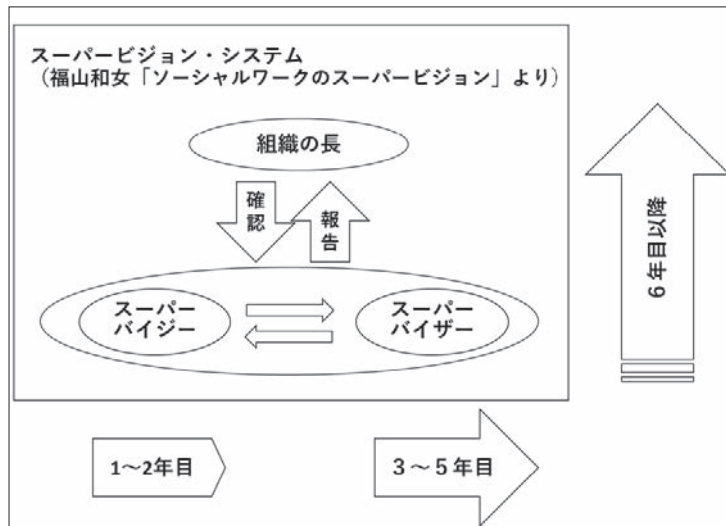 スーパービジョン・システム
（福山和女「ソーシャルワークのスーパービジョン」より）
組織の長
確認
報告
スーパー
バイジー
スーパー
バイザー
６年目以降
1～2年目
３～５年目